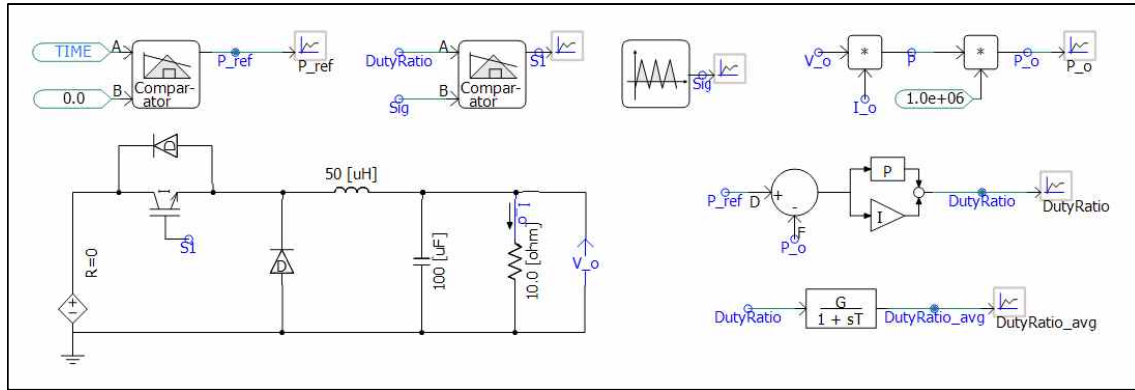 TIME
A
B
0.0
Compar-
ator
P_ref
P_ref
DutyRatio
Sig
A
B
Compar-
ator
S1
Sig
V_o
*
I_o
P
*
1.0e+06
P_o
P_o
D
I
S1
R=0
+
-
D
50 [uH]
100 [uF]
I_o
10.0 [ohm]
V_o
P_ref
D
+
-
F
P_o
P
I
DutyRatio
DutyRatio
DutyRatio
G
1 + sT
DutyRatio_avg
DutyRatio_avg